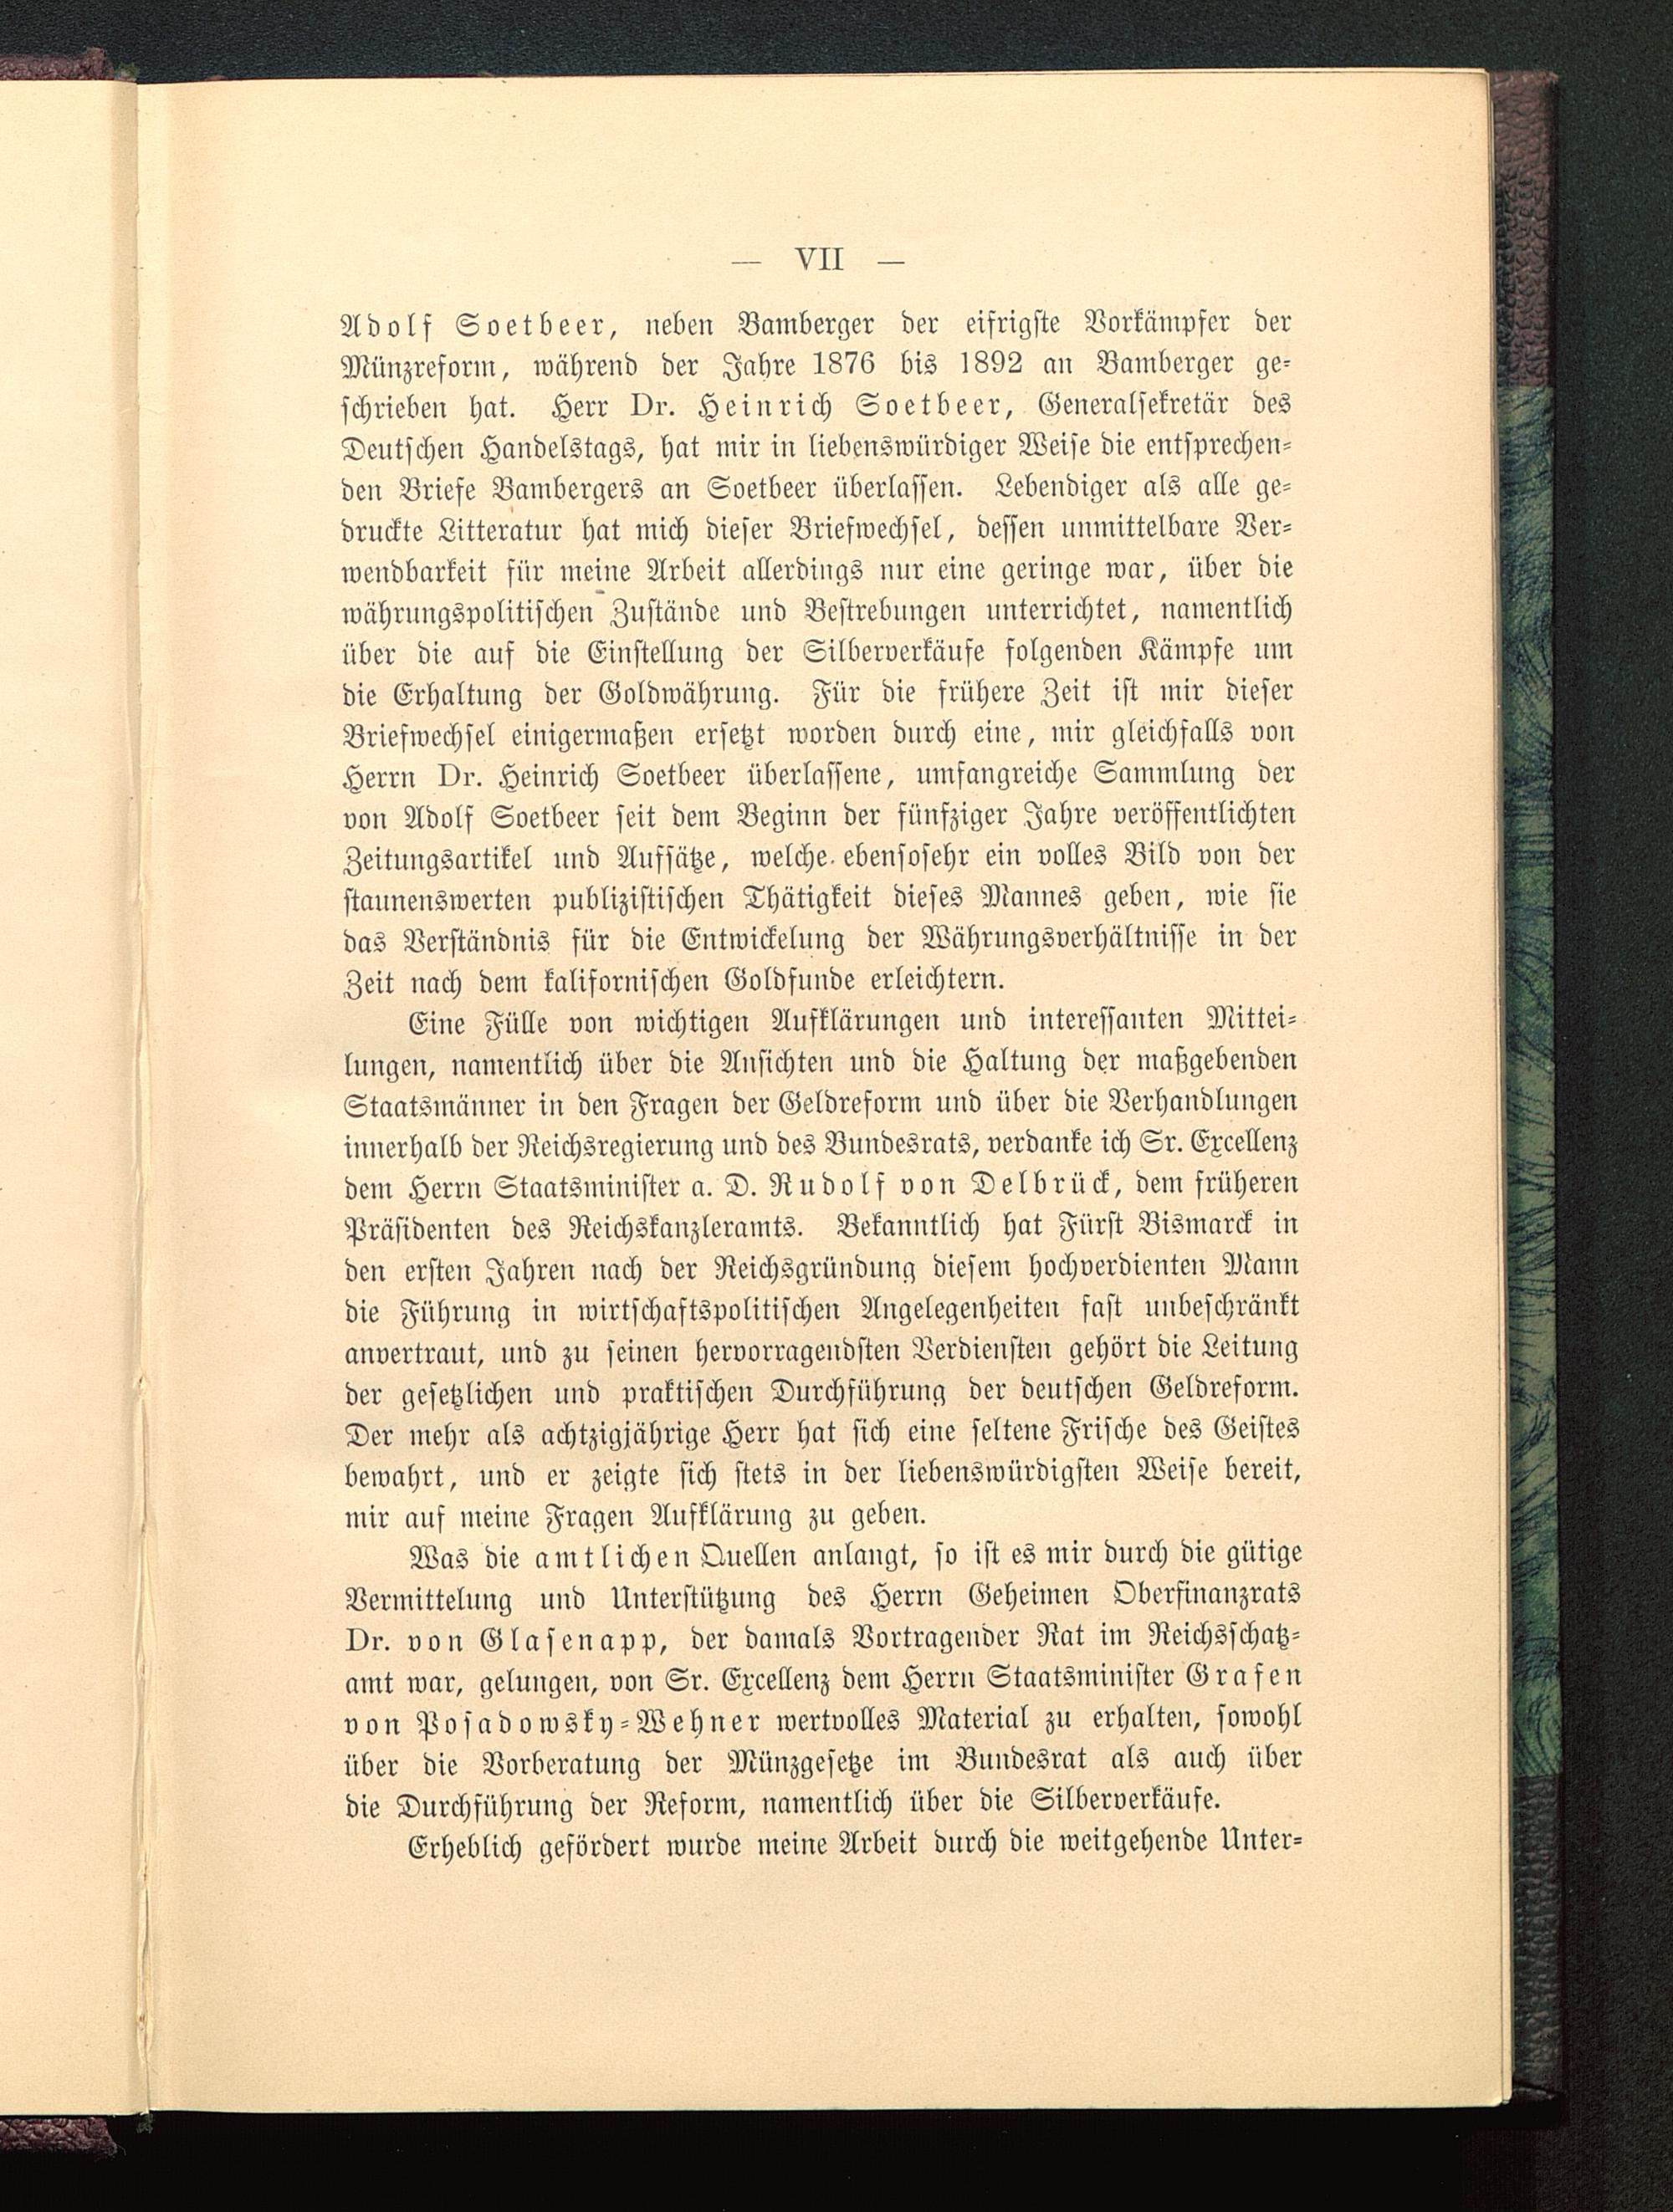 — VII —
Adolf Soetbeer, neben Bamberger der eifrigste Vorkämpfer der
Münzreform, während der Jahre 1876 bis 1892 an Bamberger ge-
schrieben hat. Herr Dr. Heinrich Soetbeer, Generalsekretär des
Deutschen Handelstags, hat mir in liebenswürdiger Weise die entsprechen-
den Briefe Bambergers an Soetbeer überlassen. Lebendiger als alle ge-
druckte Litteratur hat mich dieser Briefwechsel, dessen unmittelbare Ver-
wendbarkeit für meine Arbeit allerdings nur eine geringe war, über die
währungspolitischen Zustände und Bestrebungen unterrichtet, namentlich
über die auf die Einstellung der Silberverkäufe folgenden Kämpfe um
die Erhaltung der Goldwährung. Für die frühere Zeit ist mir dieser
Briefwechsel einigermaßen ersetzt worden durch eine, mir gleichfalls von
Herrn Dr. Heinrich Soetbeer überlassene, umfangreiche Sammlung der
von Adolf Soetbeer seit dem Beginn der fünfziger Jahre veröffentlichten
Zeitungsartikel und Aufsätze, welche ebensosehr ein volles Bild von der
staunenswerten publizistischen Thätigkeit dieses Mannes geben, wie sie
das Verständnis für die Entwickelung der Währungsverhältnisse in der
Zeit nach dem kalifornischen Goldfunde erleichtern.
Eine Fülle von wichtigen Aufklärungen und interessanten Mittei-
lungen, namentlich über die Ansichten und die Haltung der maßgebenden
Staatsmänner in den Fragen der Geldreform und über die Verhandlungen
innerhalb der Reichsregierung und des Bundesrats, verdanke ich Sr. Excellenz
dem Herrn Staatsminister a. D. Rudolf von Delbrück, dem früheren
Präsidenten des Reichskanzleramts. Bekanntlich hat Fürst Bismarck in
den ersten Jahren nach der Reichsgründung diesem hochverdienten Mann
die Führung in wirtschaftspolitischen Angelegenheiten fast unbeschränkt
anvertraut, und zu seinen hervorragendsten Verdiensten gehört die Leitung
der gesetzlichen und praktischen Durchführung der deutschen Geldreform.
Der mehr als achtzigjährige Herr hat sich eine seltene Frische des Geistes
bewahrt, und er zeigte sich stets in der liebenswürdigsten Weise bereit,
mir auf meine Fragen Aufklärung zu geben.
Was die amtlichen Quellen anlangt, so ist es mir durch die gütige
Vermittelung und Unterstützung des Herrn Geheimen Oberfinanzrats
Dr. von Glasenapp, der damals Vortragender Rat im Reichsschatz-
amt war, gelungen, von Sr. Excellenz dem Herrn Staatsminister Grafen
von Posadowsky-Wehner wertvolles Material zu erhalten, sowohl
über die Vorberatung der Münzgesetze im Bundesrat als auch über
die Durchführung der Reform, namentlich über die Silberverkäufe.
Erheblich gefördert wurde meine Arbeit durch die weitgehende Unter-